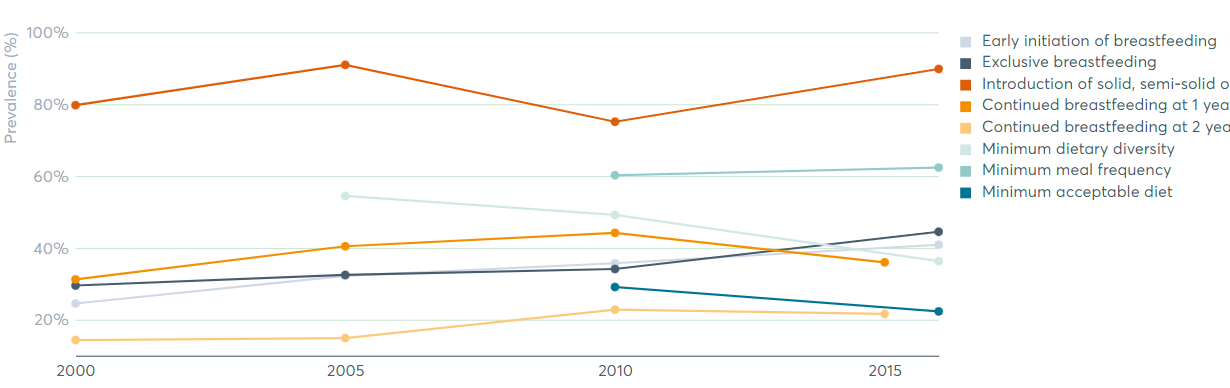 Prevalence (%)
100%
80%
60%
40%
20%
2000
2005
2010
2015
Early initiation of breastfeeding
Exclusive breastfeeding
Introduction of solid, semi-solid
Continued breastfeeding at 1
Continued breastfeeding at 2
Minimum dietary diversity
Minimum meal frequency
Minimum acceptable diet